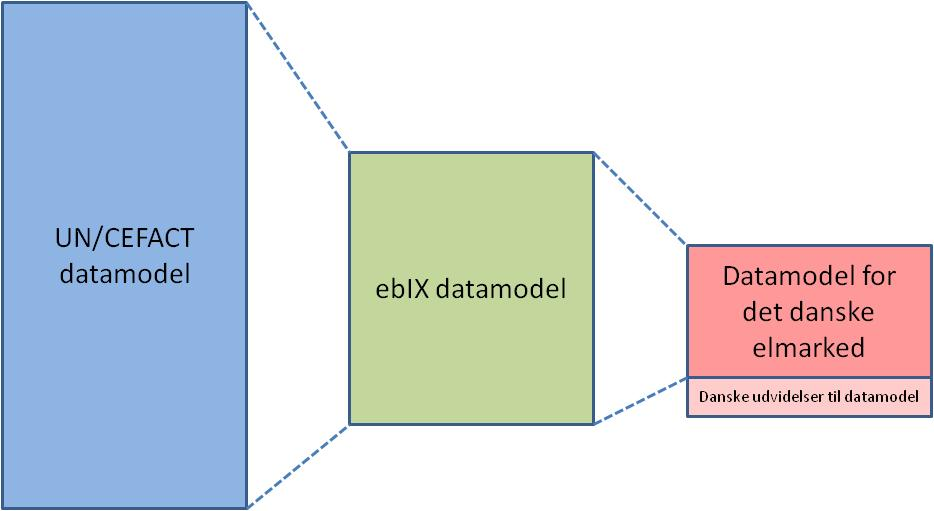 UN/CEFACT
datamodel
ebIX datamodel
Datamodel for
det danske
elmarked
Danske udvidelser til datamodel